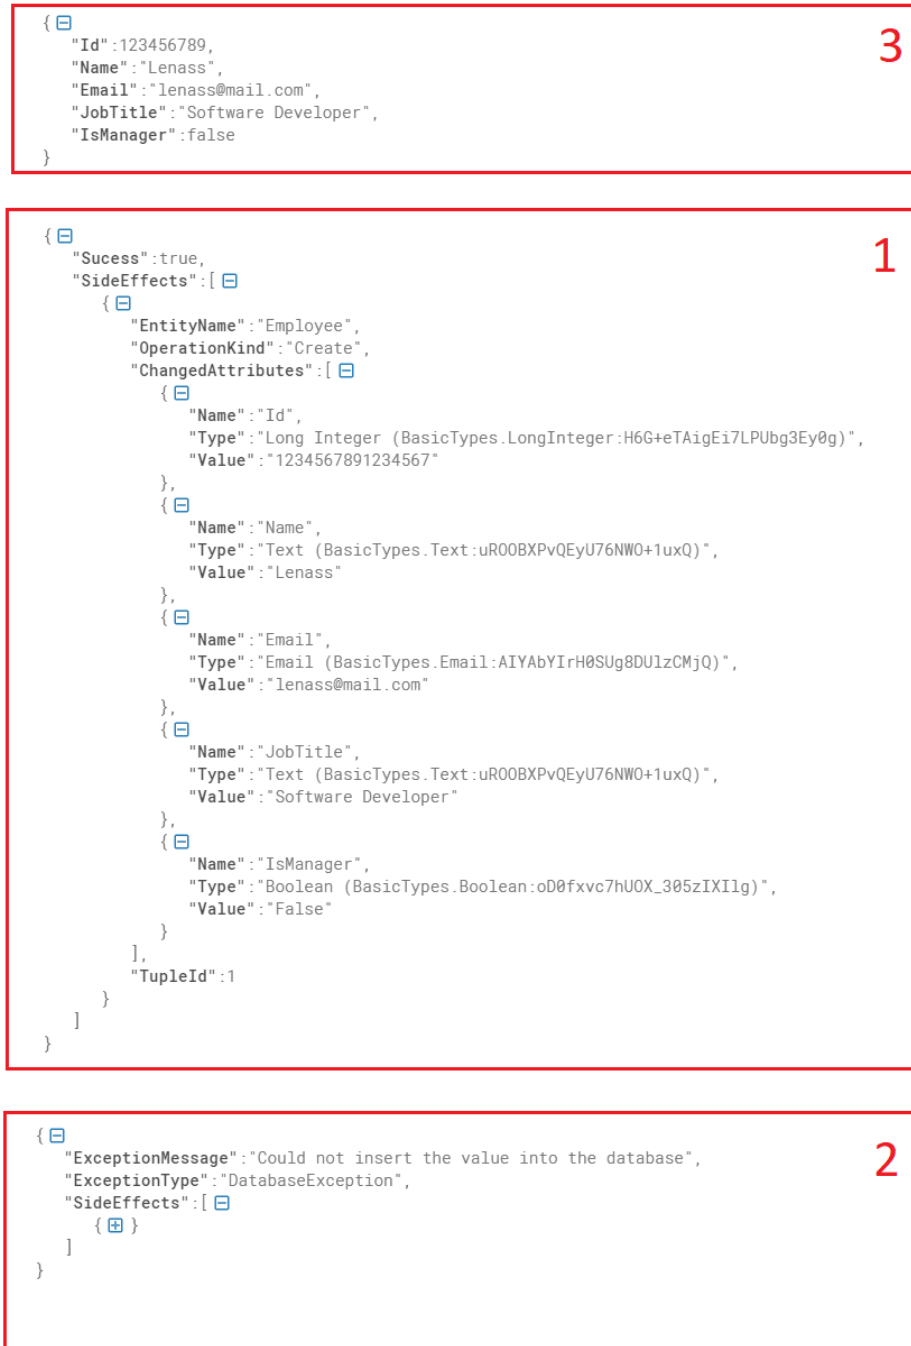 {
"Id":123456789,
"Name":"Lenass",
"Email":"lenass@mail.com",
"JobTitle":"Software Developer",
"IsManager":false
}
3
{
"Sucess":true,
"SideEffects":[
{
"EntityName":"Employee",
"OperationKind":"Create",
"ChangedAttributes":[
{
"Name":"Id",
"Type":"Long Integer (BasicTypes.LongInteger:H6G+eTAigEi7LPUbg3Ey0g)",
"Value":"1234567891234567"
},
{
"Name":"Name",
"Type":"Text (BasicTypes.Text:uROOBXPvQEyU76NWO+1uxQ)",
"Value":"Lenass"
},
{
"Name":"Email",
"Type":"Email (BasicTypes.Email:AIYAbYIrH0SUg8DUlzCMjQ)",
"Value":"lenass@mail.com"
},
{
"Name":"JobTitle",
"Type":"Text (BasicTypes.Text:uROOBXPvQEyU76NWO+1uxQ)",
"Value":"Software Developer"
},
{
"Name":"IsManager",
"Type":"Boolean (BasicTypes.Boolean:oD0fxvc7hUOX_305zIXIlg)",
"Value":"False"
}
],
"TupleId":1
}
]
}
1
{
"ExceptionMessage":"Could not insert the value into the database",
"ExceptionType":"DatabaseException",
"SideEffects":[
{ }
]
}
2